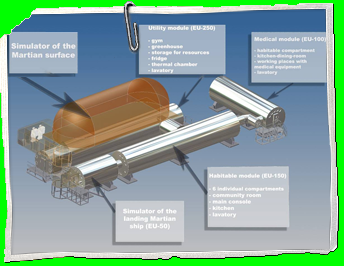 Utility module (EU-250)
- gym
- greenhouse
- storage for resources
- fridge
- thermal chamber
- lavatory
Medical module (EU-100)
- habitable compartment
- kitchen-dining-room
- working places with
medical equipment
- lavatory
Simulator of the
Martian surface
Habitable module (EU-150)
- 6 individual compartments
- community room
- main console
- kitchen
- lavatory
Simulator of the
landing Martian
ship (EU-50)